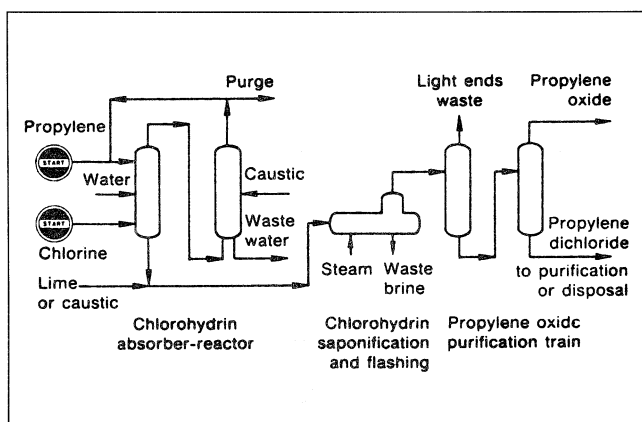 Purge
Light ends
waste
Propylene
oxide
Propylene
START
Water
Caustic
START
Chlorine
Waste
water
Propylene
dichloride
Lime
or caustic
Steam
Waste
brine
to purification
or disposal
Chlorohydrin
absorber-reactor
Chlorohydrin
saponification
and flashing
Propylene oxidc
purification train